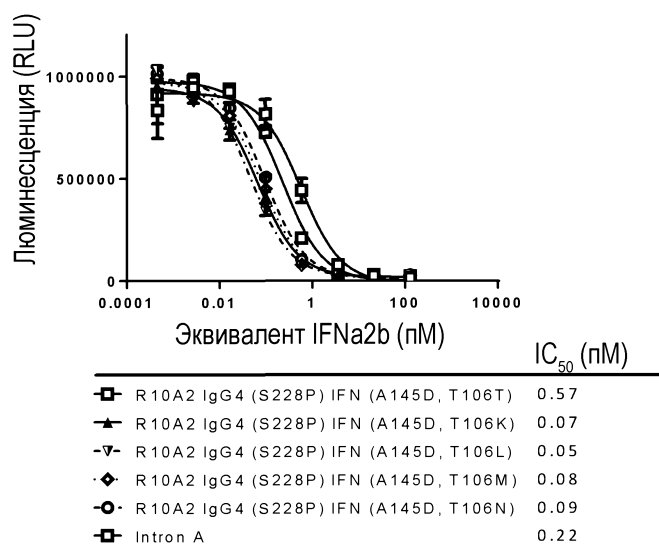 Люминесценция (RLU)
1000000
500000
0
0.0001 0.01 1 100 10000
Эквивалент IFNa2b (пМ)
IC50 (пМ)
R10A2 IgG4 (S228P) IFN (A145D, T106T) 0.57
R10A2 IgG4 (S228P) IFN (A145D, T106K) 0.07
R10A2 IgG4 (S228P) IFN (A145D, T106L) 0.05
R10A2 IgG4 (S228P) IFN (A145D, T106M) 0.08
R10A2 IgG4 (S228P) IFN (A145D, T106N) 0.09
Intron A 0.22